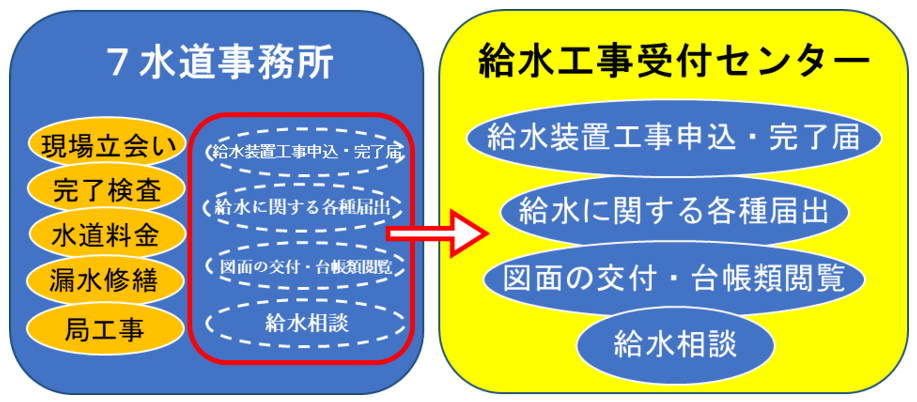 7水道事務所
現場立会い
完了検査
水道料金
漏水修繕
局工事
給水装置工事申込・完了届
給水に関する各種届出
図面の交付・台帳類閲覧
給水相談
給水工事受付センター
給水装置工事申込・完了届
給水に関する各種届出
図面の交付・台帳類閲覧
給水相談